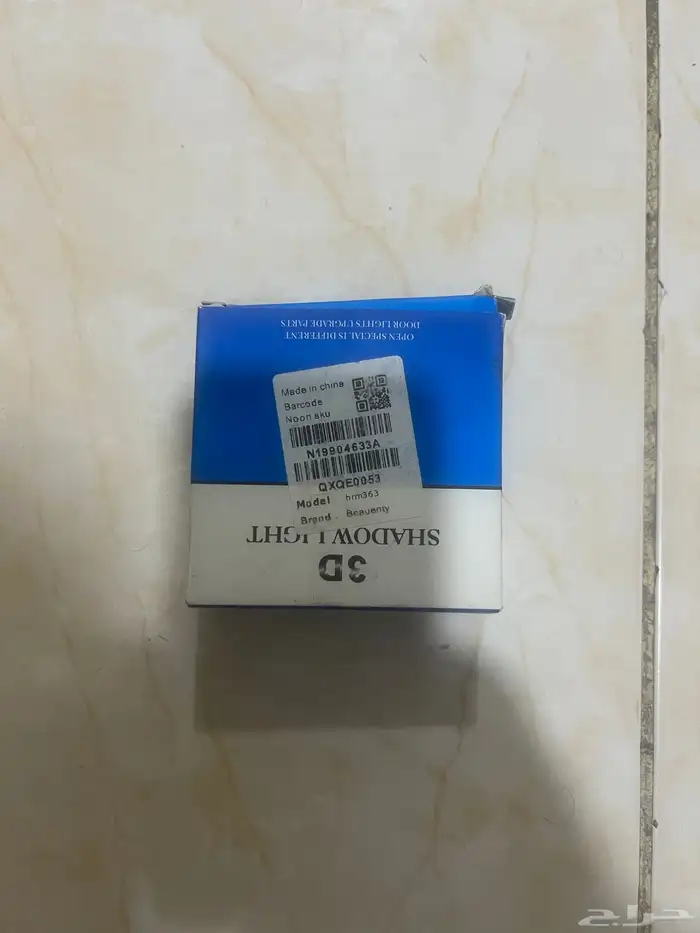 OPEN SPECIAL IS DIFFERENT
DOOR LIGHTS UPGRADE PARTS
Made in china
Barcode
Noon sku
N19904633A
QXQE0053
Model hrm363
Brand . Beauenty
3D
SHADOW LIGHT
حراج